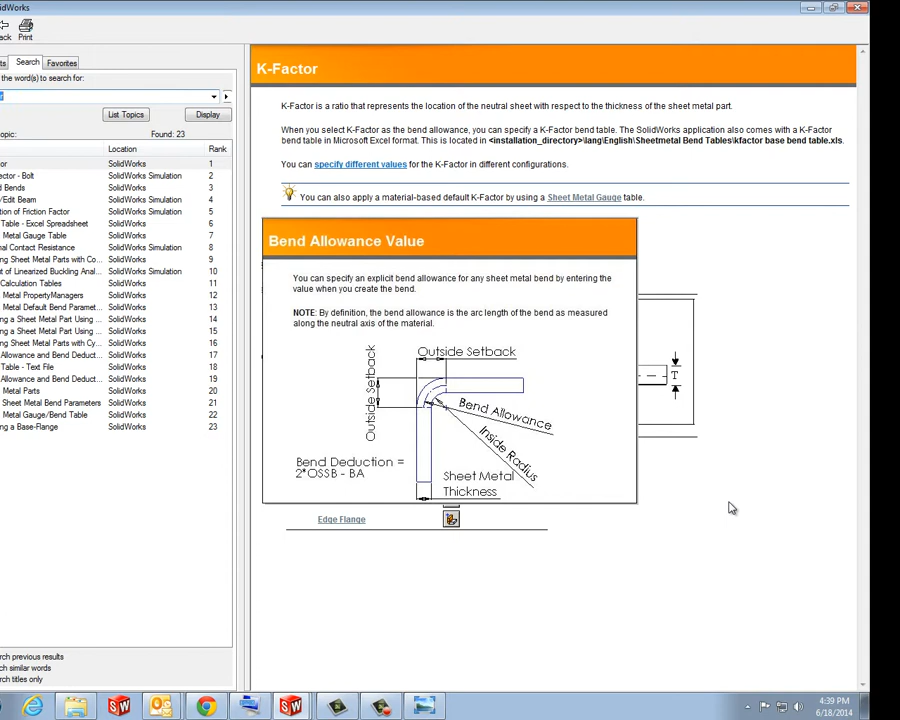 idWorks
ack
Print
ts
Search
Favorites
the word(s) to search for:
List Topics
Display
opic:
Found: 23
Location
Rank
or
SolidWorks
1
ector - Bolt
SolidWorks Simulation
2
d Bends
SolidWorks
3
/Edit Beam
SolidWorks Simulation
4
tion of Friction Factor
SolidWorks Simulation
5
Table - Excel Spreadsheet
SolidWorks
6
Metal Gauge Table
SolidWorks
7
nal Contact Resistance
SolidWorks Simulation
8
ng a Sheet Metal Part with Co...
SolidWorks
9
t of Linearized Buckling Anal...
SolidWorks Simulation
10
Calculation Tables
SolidWorks
11
Metal PropertyManagers
SolidWorks
12
Metal Default Bend Paramet...
SolidWorks
13
ng a Sheet Metal Part Using ...
SolidWorks
14
ng a Sheet Metal Part Using ...
SolidWorks
15
ng a Sheet Metal Parts with Cy...
SolidWorks
16
Allowance and Bend Deduct...
SolidWorks
17
Table - Text File
SolidWorks
18
Allowance and Bend Deduct...
SolidWorks
19
Metal Parts
SolidWorks
20
Sheet Metal Bend Parameters
SolidWorks
21
Metal Gauge/Bend Table
SolidWorks
22
ng a Base-Flange
SolidWorks
23
rch previous results
ch similar words
rch titles only
K-Factor
K-Factor is a ratio that represents the location of the neutral sheet with respect to the thickness of the sheet metal part.
When you select K-Factor as the bend allowance, you can specify a K-Factor bend table. The SolidWorks application also comes with a K-Factor
bend table in Microsoft Excel format. This is located in <installation_directory>\lang\English\Sheetmetal Bend Tables\kfactor base bend table.xls.
You can specify different values for the K-Factor in different configurations.
You can also apply a material-based default K-Factor by using a Sheet Metal Gauge table.
Bend Allowance Value
You can specify an explicit bend allowance for any sheet metal bend by entering the
value when you create the bend.
NOTE: By definition, the bend allowance is the arc length of the bend as measured
along the neutral axis of the material.
Outside Setback
Outside Setback
Bend Allowance
Inside Radius
Bend Deduction =
2*OSSB - BA
Sheet Metal
Thickness
T
Edge Flange
4:39 PM
6/18/2014